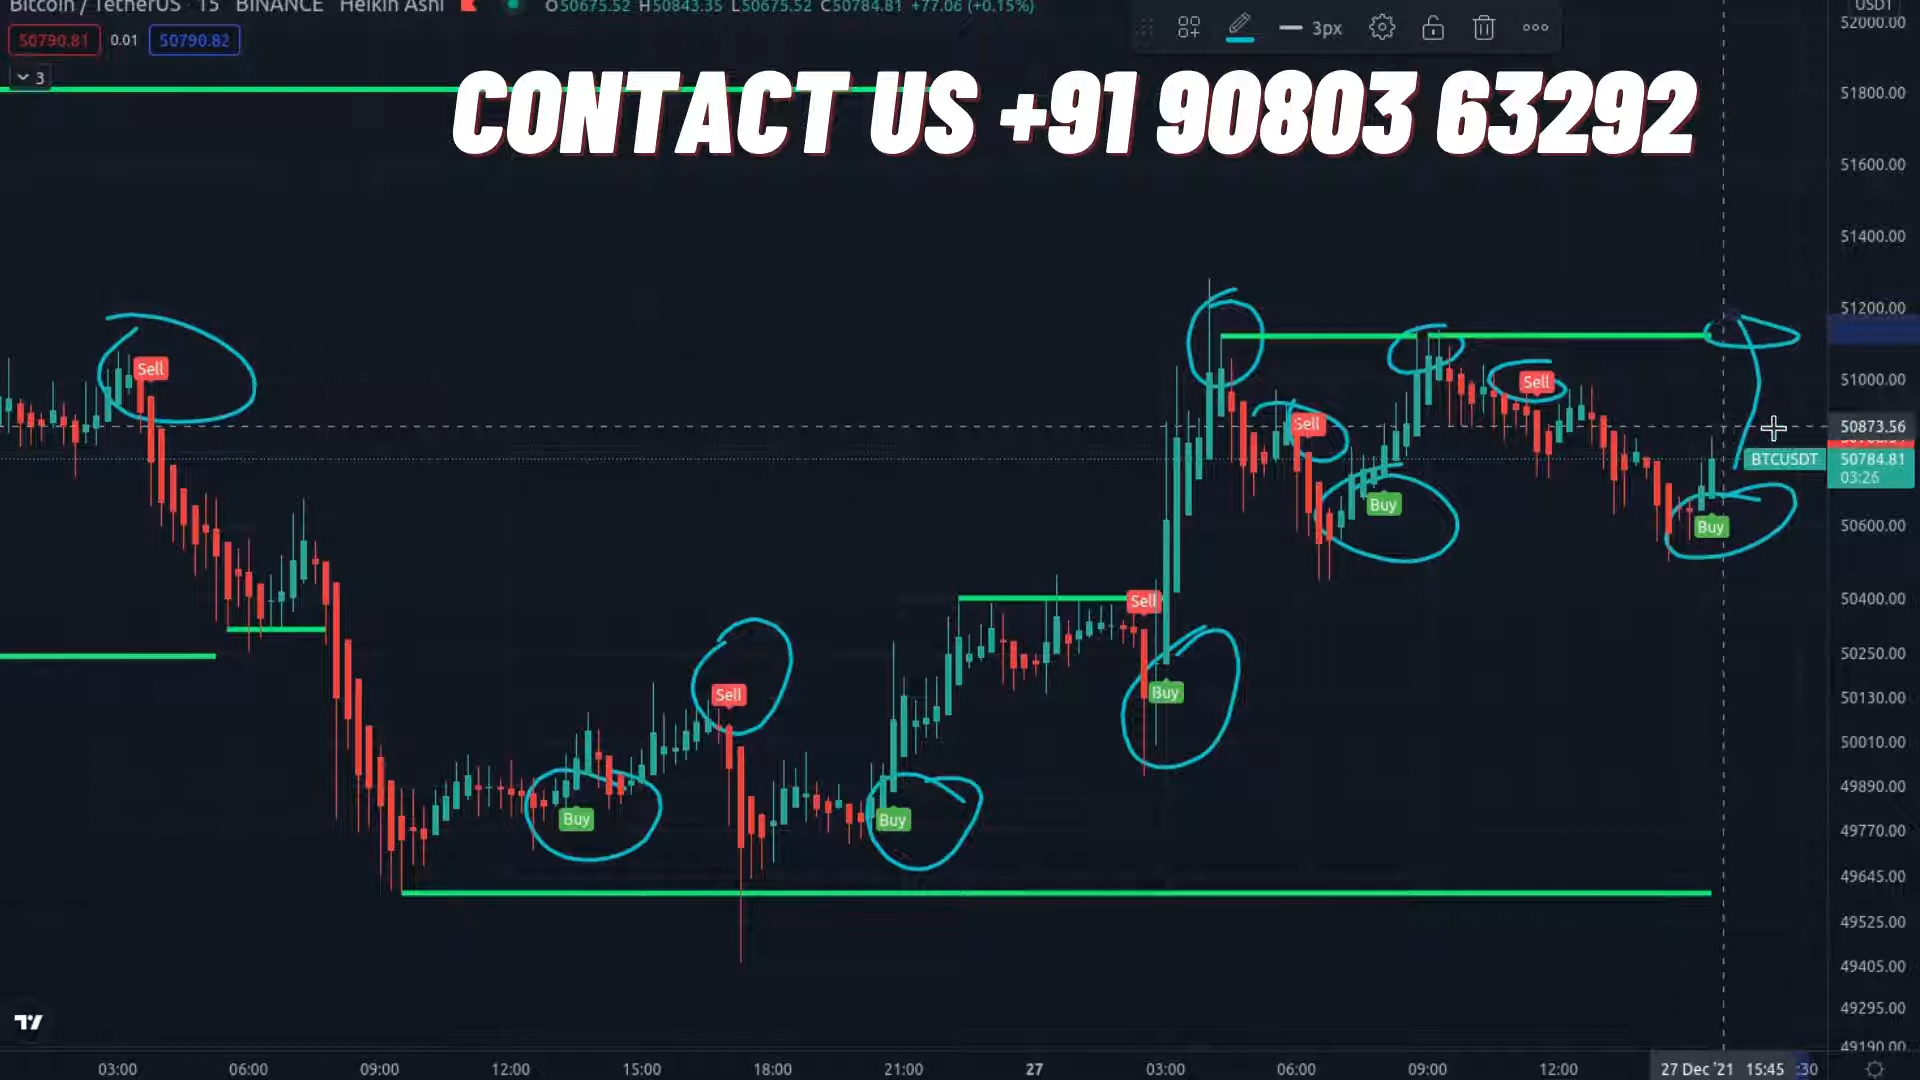 Bitcoin / TetherUS · 15 · BINANCE · Heikin Ashi O50675.52 H50843.35 L50675.52 C50784.81 +77.06 (+0.15%)
USDT
52000.00
3px
50790.81 0.01 50790.82
3
CONTACT US +91 90803 63292
51800.00
51600.00
51400.00
51200.00
Sell
Sell
51000.00
Sell
50873.56
BTCUSDT
50784.81
03:26
Buy
Buy
50600.00
Sell
50400.00
50250.00
Sell
Buy
50130.00
50010.00
49890.00
Buy
Buy
49770.00
49645.00
49525.00
49405.00
49295.00
49190.00
03:00 06:00 09:00 12:00 15:00 18:00 21:00 27 03:00 06:00 09:00 12:00 27 Dec '21 15:45 :30